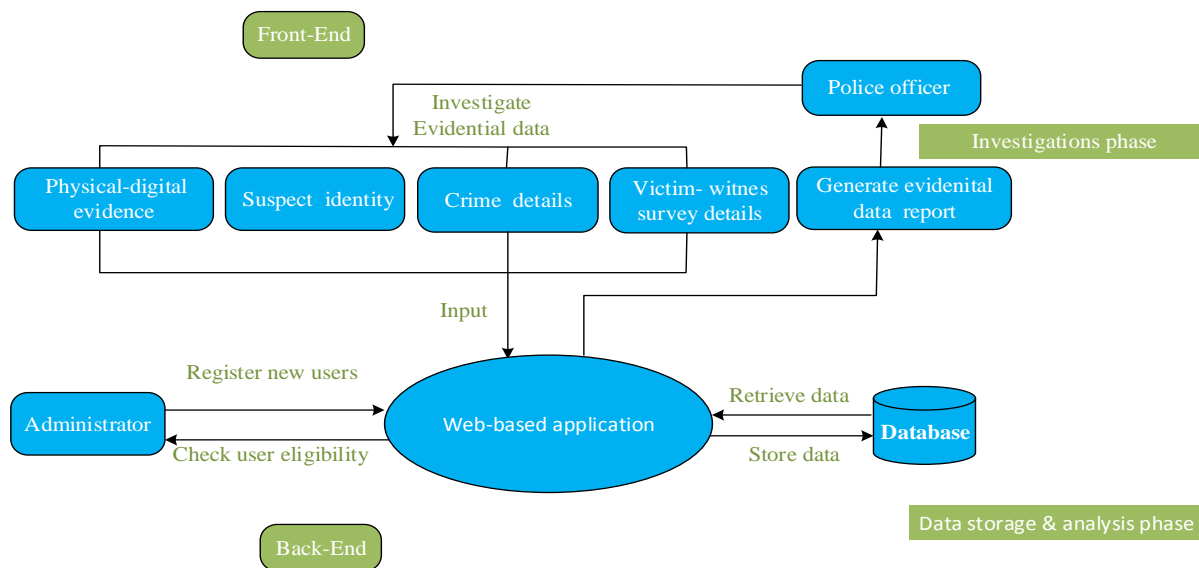 Front-End
Police officer
Investigate
Evidential data
Investigations phase
Physical-digital
evidence
Suspect identity
Crime details
Victim- witnes
survey details
Generate evidenital
data report
Input
Register new users
Administrator
Check user eligibility
Web-based application
Retrieve data
Database
Store data
Data storage & analysis phase
Back-End